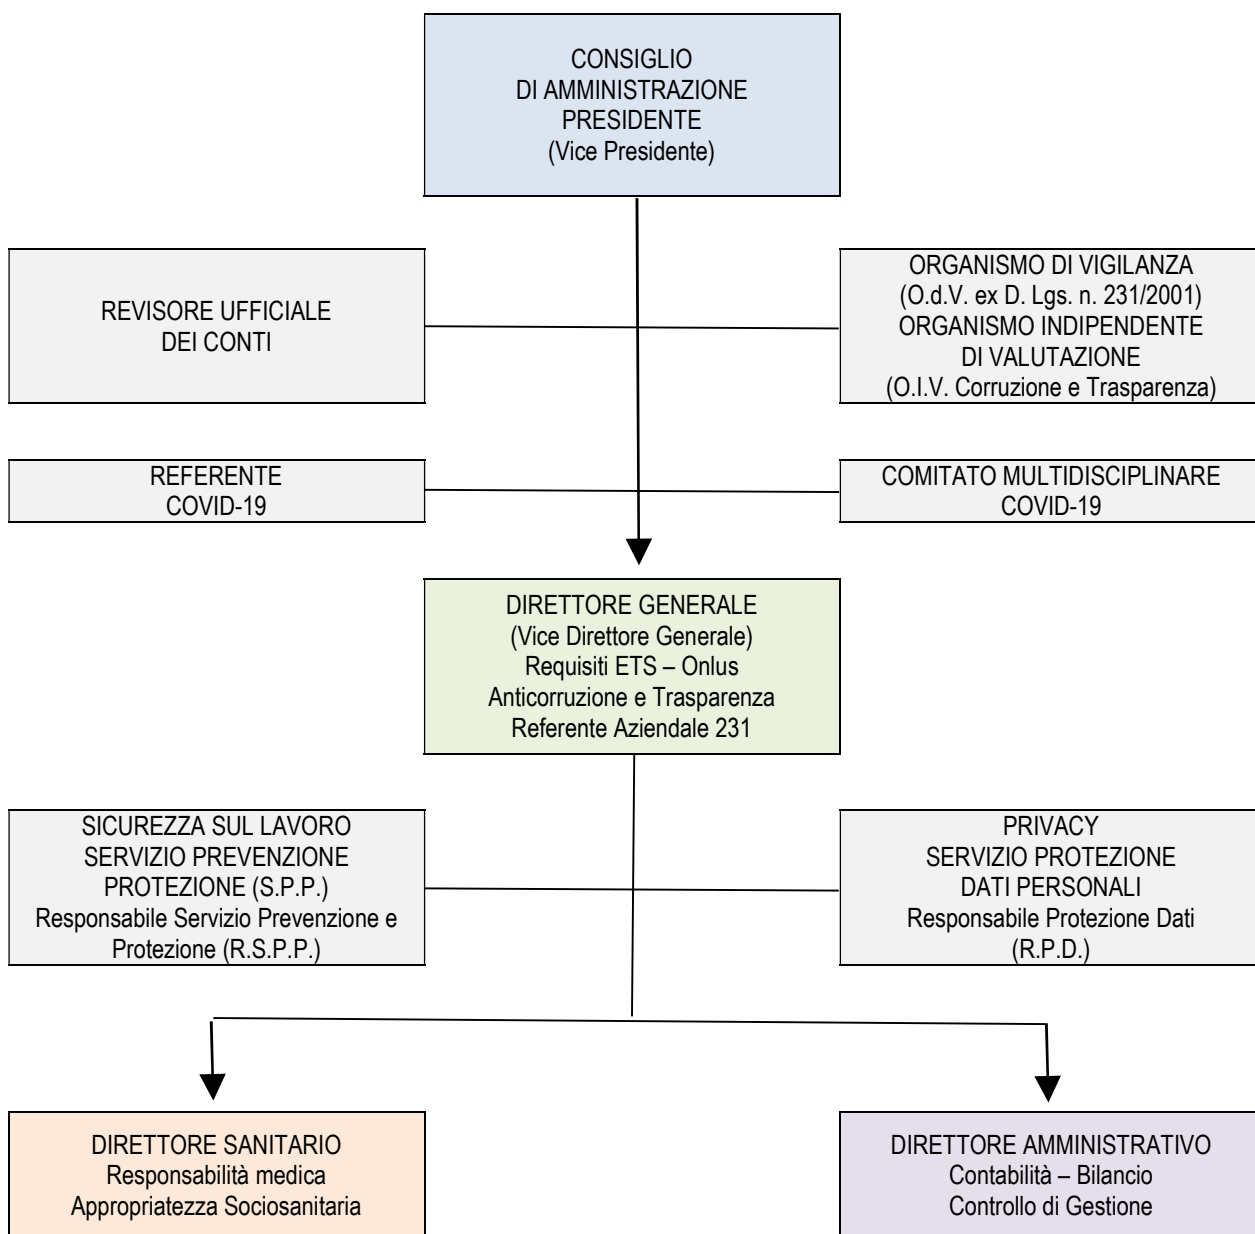 CONSIGLIO
DI AMMINISTRAZIONE
PRESIDENTE
(Vice Presidente)
REVISORE UFFICIALE
DEI CONTI
ORGANISMO DI VIGILANZA
(O.d.V. ex D. Lgs. n. 231/2001)
ORGANISMO INDIPENDENTE
DI VALUTAZIONE
(O.I.V. Corruzione e Trasparenza)
REFERENTE
COVID-19
COMITATO MULTIDISCIPLINARE
COVID-19
DIRETTORE GENERALE
(Vice Direttore Generale)
Requisiti ETS – Onlus
Anticorruzione e Trasparenza
Referente Aziendale 231
SICUREZZA SUL LAVORO
SERVIZIO PREVENZIONE
PROTEZIONE (S.P.P.)
Responsabile Servizio Prevenzione e
Protezione (R.S.P.P.)
PRIVACY
SERVIZIO PROTEZIONE
DATI PERSONALI
Responsabile Protezione Dati
(R.P.D.)
DIRETTORE SANITARIO
Responsabilità medica
Appropriatezza Sociosanitaria
DIRETTORE AMMINISTRATIVO
Contabilità – Bilancio
Controllo di Gestione